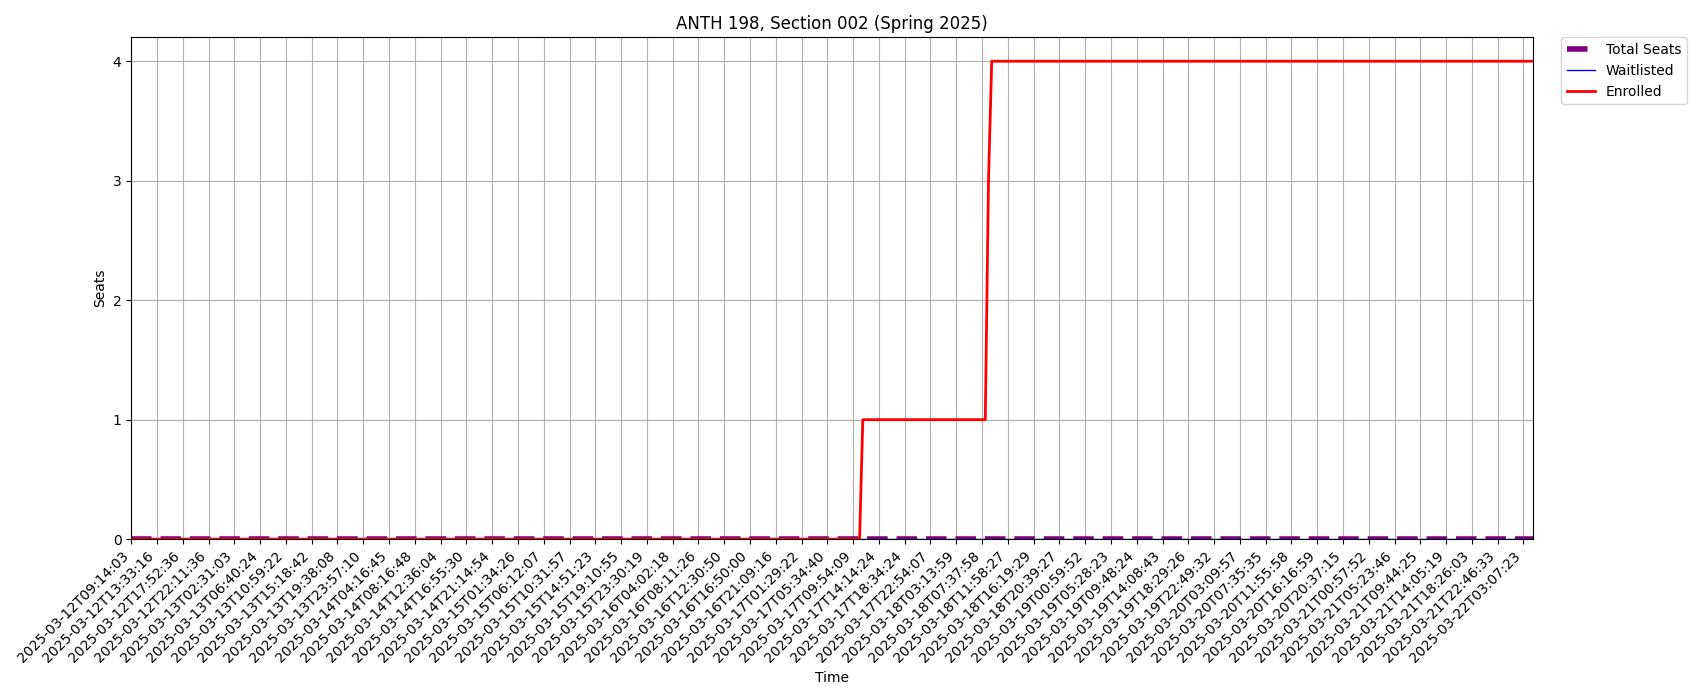 ANTH 198, Section 002 (Spring 2025)
Total Seats
Waitlisted
Enrolled
Seats
4
3
2
1
0
2025-03-12T09:14:03
2025-03-12T13:33:16
2025-03-12T17:52:36
2025-03-12T22:11:36
2025-03-13T02:31:03
2025-03-13T06:40:24
2025-03-13T10:59:22
2025-03-13T15:18:42
2025-03-13T19:38:08
2025-03-13T23:57:10
2025-03-14T04:16:45
2025-03-14T08:16:48
2025-03-14T12:36:04
2025-03-14T16:55:30
2025-03-14T21:14:54
2025-03-15T01:34:26
2025-03-15T06:12:07
2025-03-15T10:31:57
2025-03-15T14:51:23
2025-03-15T19:10:55
2025-03-15T23:30:19
2025-03-16T04:02:18
2025-03-16T08:11:26
2025-03-16T12:30:50
2025-03-16T16:50:00
2025-03-16T21:09:16
2025-03-17T01:29:22
2025-03-17T05:34:40
2025-03-17T09:54:09
2025-03-17T14:14:24
2025-03-17T18:34:24
2025-03-17T22:54:07
2025-03-18T03:13:59
2025-03-18T07:37:58
2025-03-18T11:58:27
2025-03-18T16:19:29
2025-03-18T20:39:27
2025-03-19T00:59:52
2025-03-19T05:28:23
2025-03-19T09:48:24
2025-03-19T14:08:43
2025-03-19T18:29:26
2025-03-19T22:49:32
2025-03-20T03:09:57
2025-03-20T07:35:35
2025-03-20T11:55:58
2025-03-20T16:16:59
2025-03-20T20:37:15
2025-03-21T00:57:52
2025-03-21T05:23:46
2025-03-21T09:44:25
2025-03-21T14:05:19
2025-03-21T18:26:03
2025-03-21T22:46:33
2025-03-22T03:07:23
Time